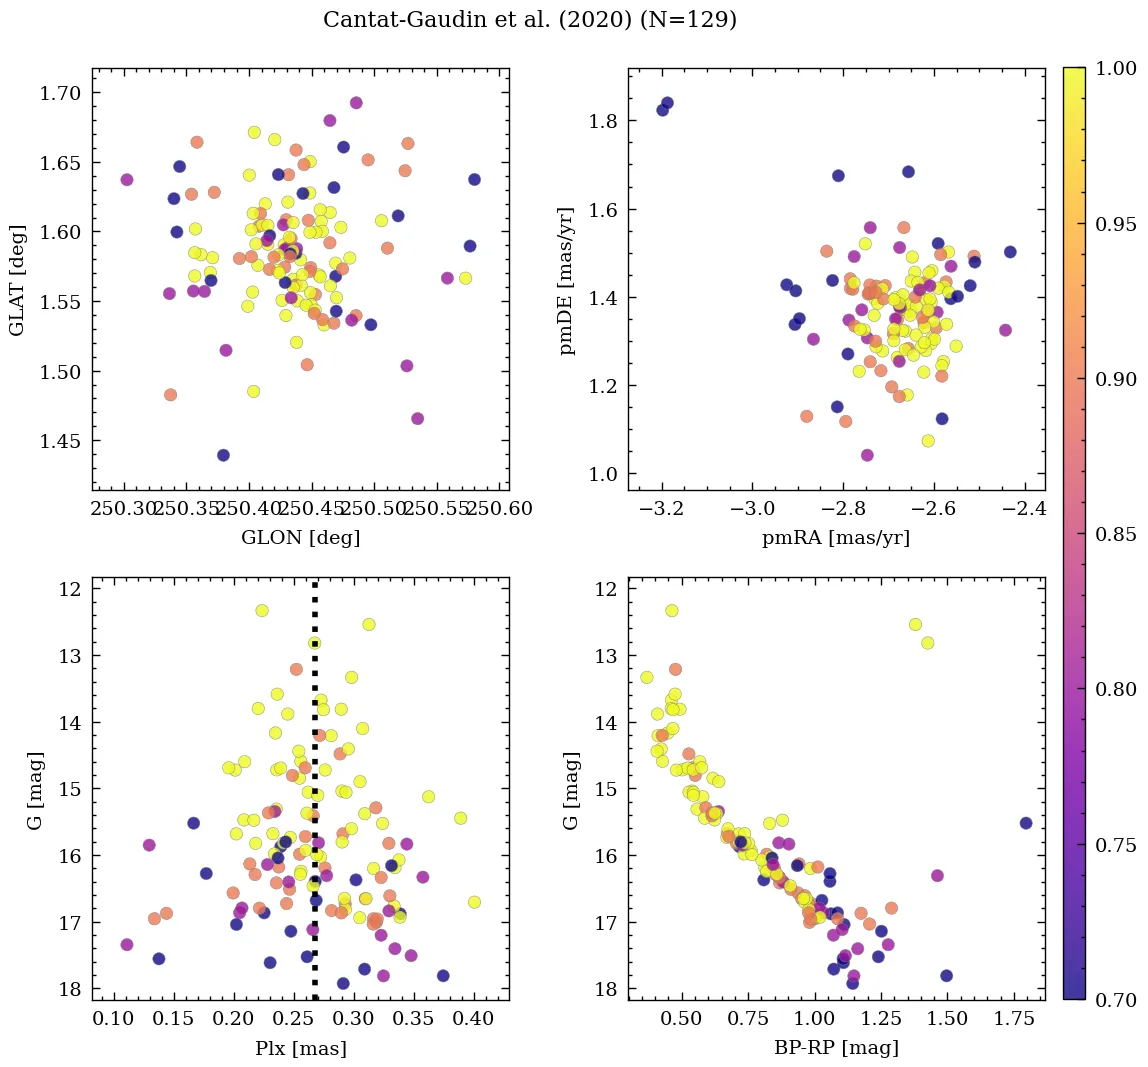 Cantat-Gaudin et al. (2020) (N=129)
GLAT [deg]
1.70
1.65
1.60
1.55
1.50
1.45
250.30 250.35 250.40 250.45 250.50 250.55 250.60
GLON [deg]
pmDE [mas/yr]
1.8
1.6
1.4
1.2
1.0
−3.2 −3.0 −2.8 −2.6 −2.4
pmRA [mas/yr]
1.00
0.95
0.90
0.85
0.80
0.75
0.70
G [mag]
12
13
14
15
16
17
18
0.10 0.15 0.20 0.25 0.30 0.35 0.40
Plx [mas]
G [mag]
12
13
14
15
16
17
18
0.50 0.75 1.00 1.25 1.50 1.75
BP-RP [mag]